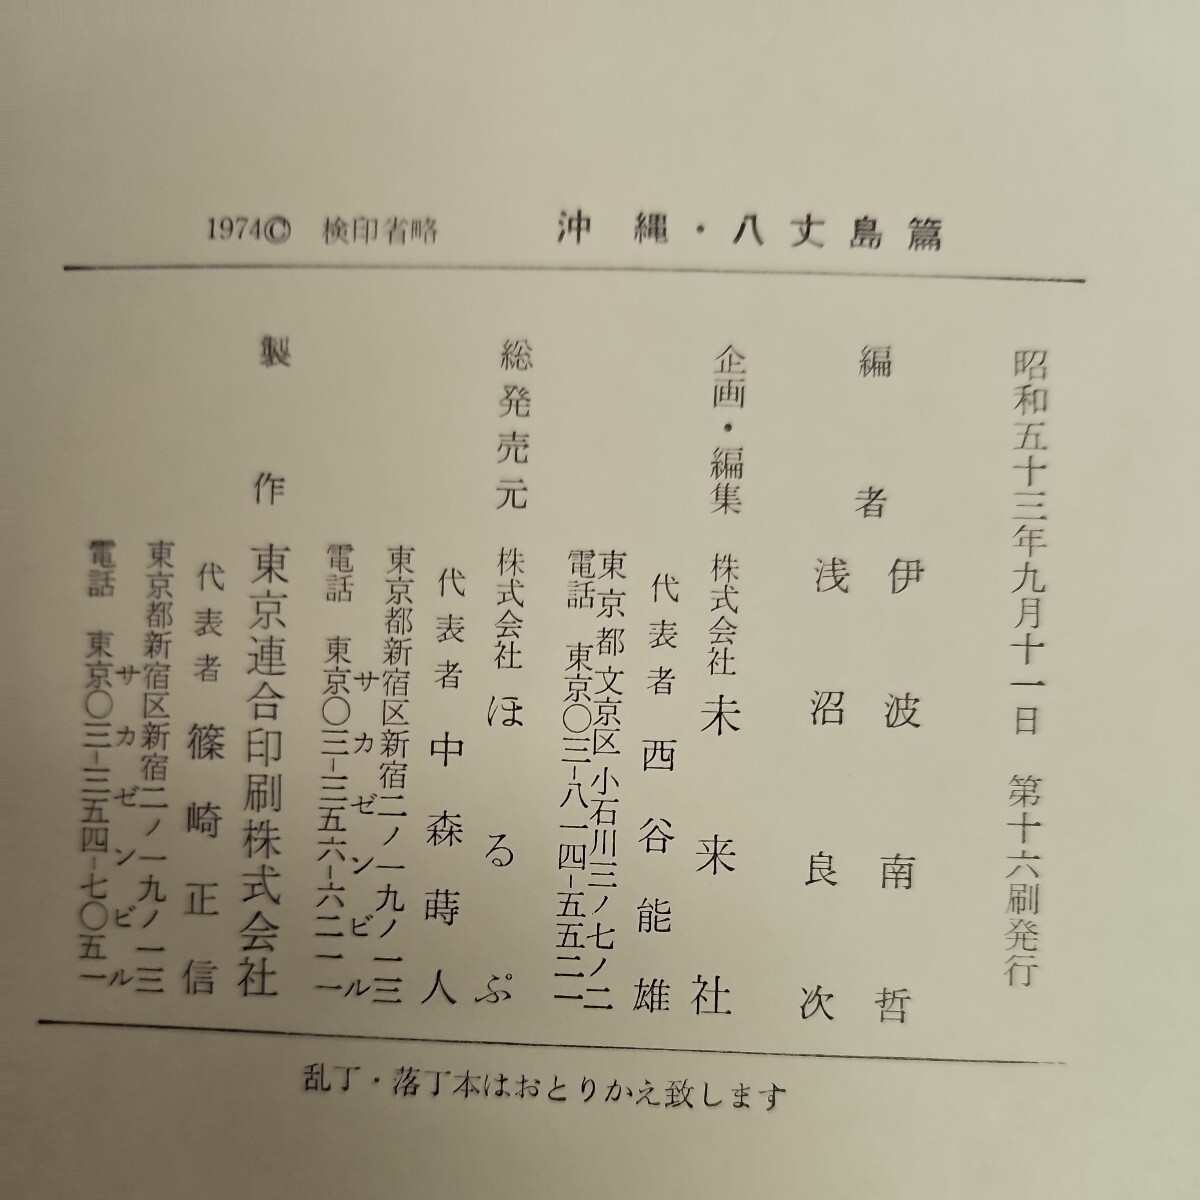 沖縄・八丈島篇
1974© 検印省略
昭和五十三年九月十一日　第十六刷発行
編者
伊波南哲
浅沼良次
企画・編集　株式会社未来社
代表者　西谷能雄
東京都文京区小石川三ノ七ノ二
電話　東京〇三−八一四−五五二一
総発売元　株式会社ほるぷ
代表者　中森蒔人
東京都新宿区新宿二ノ一九ノ一三
サカゼンビル
電話　東京〇三−三五六−六二一一
製作　東京連合印刷株式会社
代表者　篠崎正信
東京都新宿区新宿二ノ一九ノ一三
サカゼンビル
電話　東京〇三−三五四−七〇五一
乱丁・落丁本はおとりかえ致します